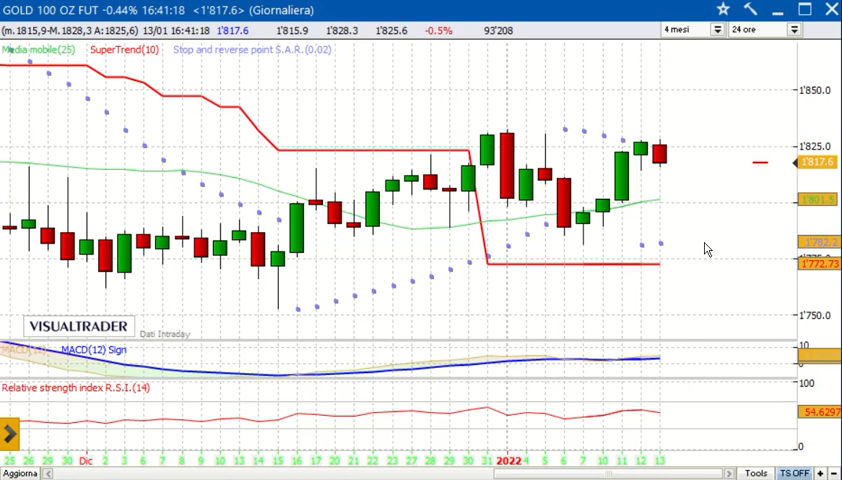 GOLD 100 OZ FUT -0.44% 16:41:18 <1'817.6> (Giornaliera)
(m.1815,9-M.1828,3 A:1825,6) 13/01 16:41:18 1'817.6 1'815.9 1'828.3 1'825.6 -0.5% 93'208 4 mesi 24 ore
Media mobile(25) SuperTrend(10) Stop and reverse point S.A.R.(0.02)
1'850.0
1'825.0
1'817.6
1'801.5
1'782.2
1'772.73
1'750.0
VISUALTRADER Dati Intraday
MACD(12) Sign
10
0
Relative strength index R.S.I.(14)
100
54.6297
0
25 26 29 30 Dic 2 3 6 7 8 9 10 13 14 15 16 17 20 21 22 23 27 28 29 30 31 2022 4 5 6 7 10 11 12 13
Aggiorna Tools TS OFF